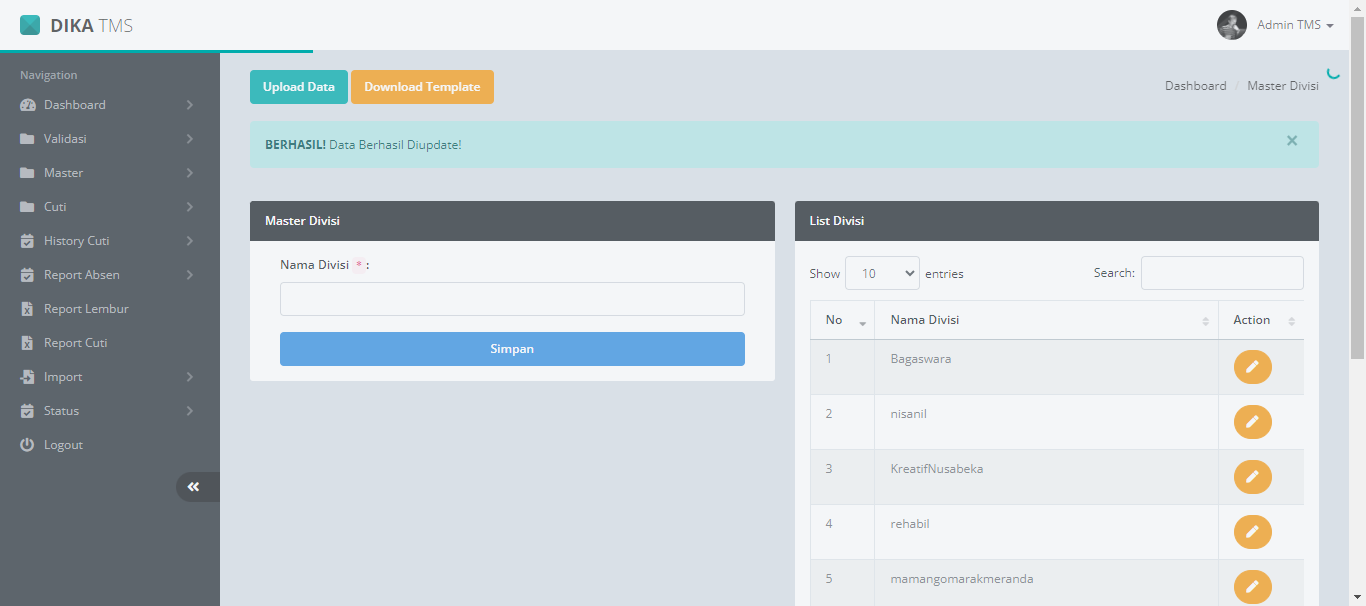 DIKA TMS
Admin TMS
Navigation
Dashboard
Validasi
Master
Cuti
History Cuti
Report Absen
Report Lembur
Report Cuti
Import
Status
Logout
Upload Data
Download Template
Dashboard / Master Divisi
BERHASIL! Data Berhasil Diupdate!
×
Master Divisi
Nama Divisi * :
Simpan
List Divisi
Show 10 entries
Search:
No Nama Divisi Action
1 Bagaswara
2 nisanil
3 KreatifNusabeka
4 rehabil
5 mamangomarakmeranda